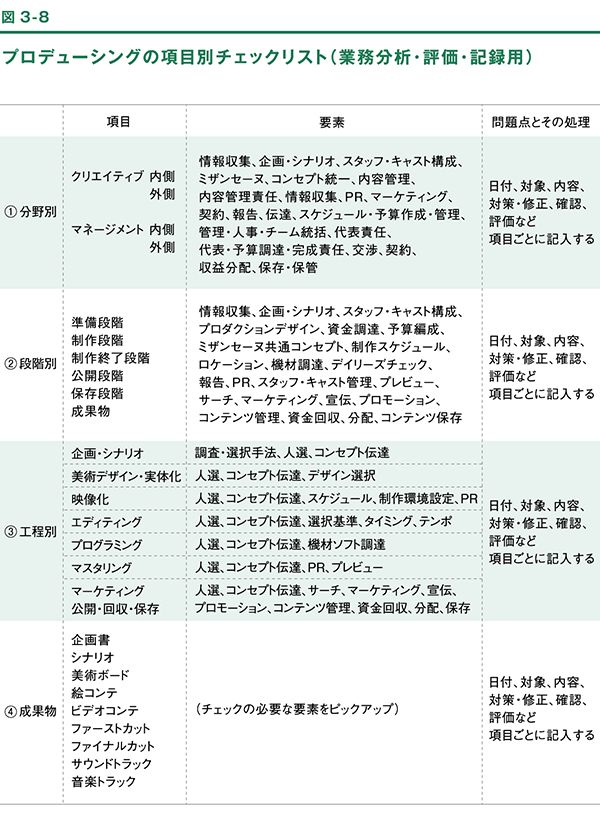 図 3-8
プロデューシングの項目別チェックリスト（業務分析・評価・記録用）
項目
要素
問題点とその処理
①分野別
クリエイティブ 内側
外側
マネージメント 内側
外側
情報収集、企画・シナリオ、スタッフ・キャスト構成、
ミザンセーヌ、コンセプト統一、内容管理、
内容管理責任、情報収集、PR、マーケティング、
契約、報告、伝達、スケジュール・予算作成・管理、
管理・人事・チーム統括、代表責任、
代表・予算調達・完成責任、交渉、契約、
収益分配、保存・保管
日付、対象、内容、
対策・修正、確認、
評価など
項目ごとに記入する
②段階別
準備段階
制作段階
制作終了段階
公開段階
保存段階
成果物
情報収集、企画・シナリオ、スタッフ・キャスト構成、
プロダクションデザイン、資金調達、予算編成、
ミザンセーヌ共通コンセプト、制作スケジュール、
ロケーション、機材調達、デイリーズチェック、
報告、PR、スタッフ・キャスト管理、プレビュー、
サーチ、マーケティング、宣伝、プロモーション、
コンテンツ管理、資金回収、分配、コンテンツ保存
日付、対象、内容、
対策・修正、確認、
評価など
項目ごとに記入する
③工程別
企画・シナリオ
調査・選択手法、人選、コンセプト伝達
美術デザイン・実体化
人選、コンセプト伝達、デザイン選択
映像化
人選、コンセプト伝達、スケジュール、制作環境設定、PR
エディティング
人選、コンセプト伝達、選択基準、タイミング、テンポ
プログラミング
人選、コンセプト伝達、機材ソフト調達
マスタリング
人選、コンセプト伝達、PR、プレビュー
マーケティング
公開・回収・保存
人選、コンセプト伝達、サーチ、マーケティング、宣伝、
プロモーション、コンテンツ管理、資金回収、分配、保存
日付、対象、内容、
対策・修正、確認、
評価など
項目ごとに記入する
④成果物
企画書
シナリオ
美術ボード
絵コンテ
ビデオコンテ
ファーストカット
ファイナルカット
サウンドトラック
音楽トラック
（チェックの必要な要素をピックアップ）
日付、対象、内容、
対策・修正、確認、
評価など
項目ごとに記入する